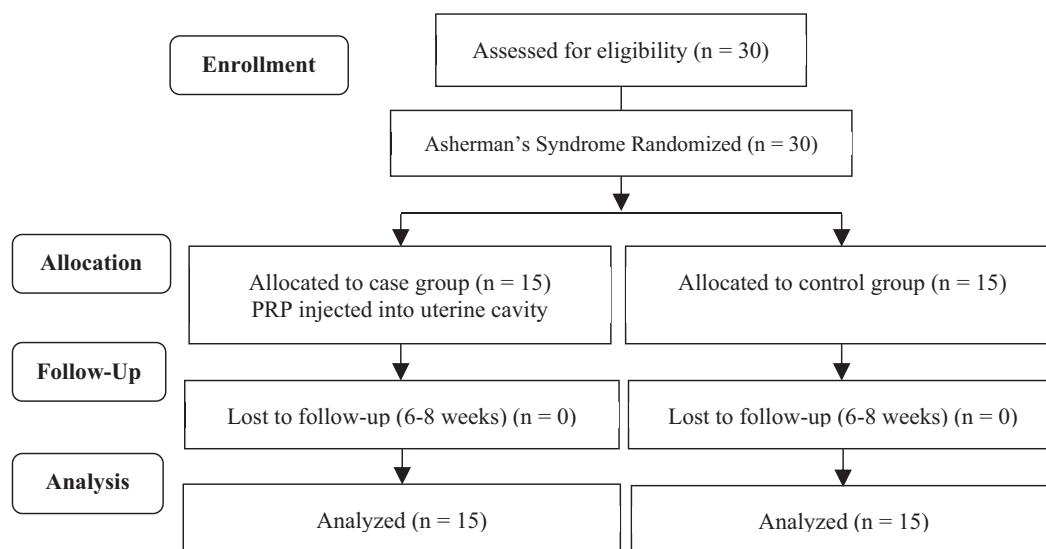 Enrollment
Assessed for eligibility (n = 30)
Asherman's Syndrome Randomized (n = 30)
Allocation
Allocated to case group (n = 15)
PRP injected into uterine cavity
Allocated to control group (n = 15)
Follow-Up
Lost to follow-up (6-8 weeks) (n = 0)
Lost to follow-up (6-8 weeks) (n = 0)
Analysis
Analyzed (n = 15)
Analyzed (n = 15)